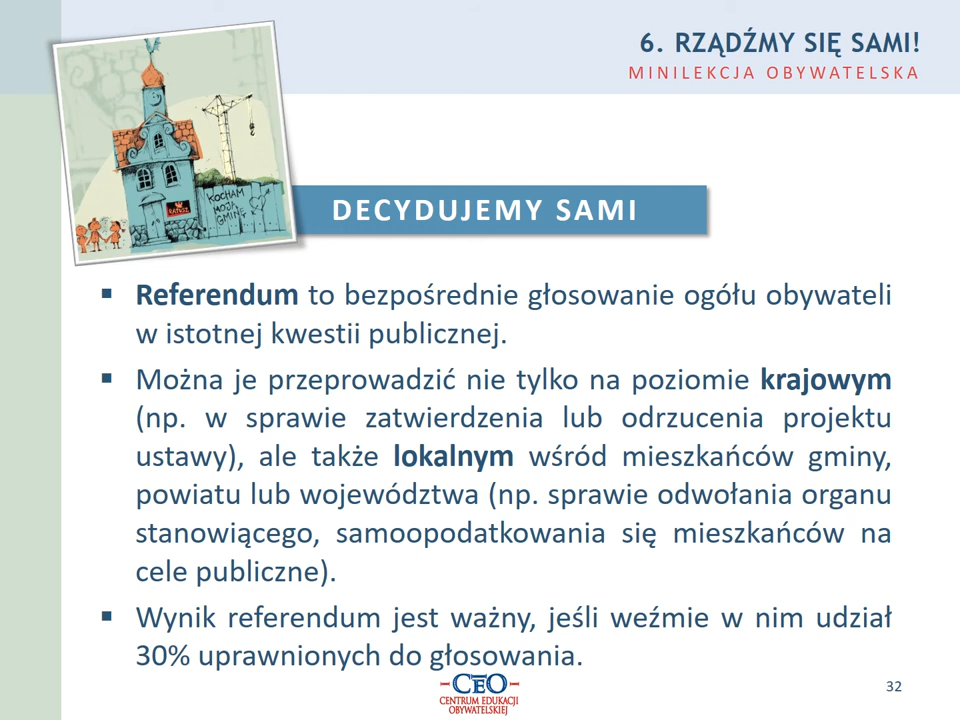 6. RZĄDŹMY SIĘ SAMI!
MINILEKCJA OBYWATELSKA
RATUSZ
KOCHAM
MOJĄ
GMINĘ
DECYDUJEMY SAMI
▪ Referendum to bezpośrednie głosowanie ogółu obywateli
w istotnej kwestii publicznej.
▪ Można je przeprowadzić nie tylko na poziomie krajowym
(np. w sprawie zatwierdzenia lub odrzucenia projektu
ustawy), ale także lokalnym wśród mieszkańców gminy,
powiatu lub województwa (np. sprawie odwołania organu
stanowiącego, samoopodatkowania się mieszkańców na
cele publiczne).
▪ Wynik referendum jest ważny, jeśli weźmie w nim udział
30% uprawnionych do głosowania.
CEO
CENTRUM EDUKACJI
OBYWATELSKIEJ
32